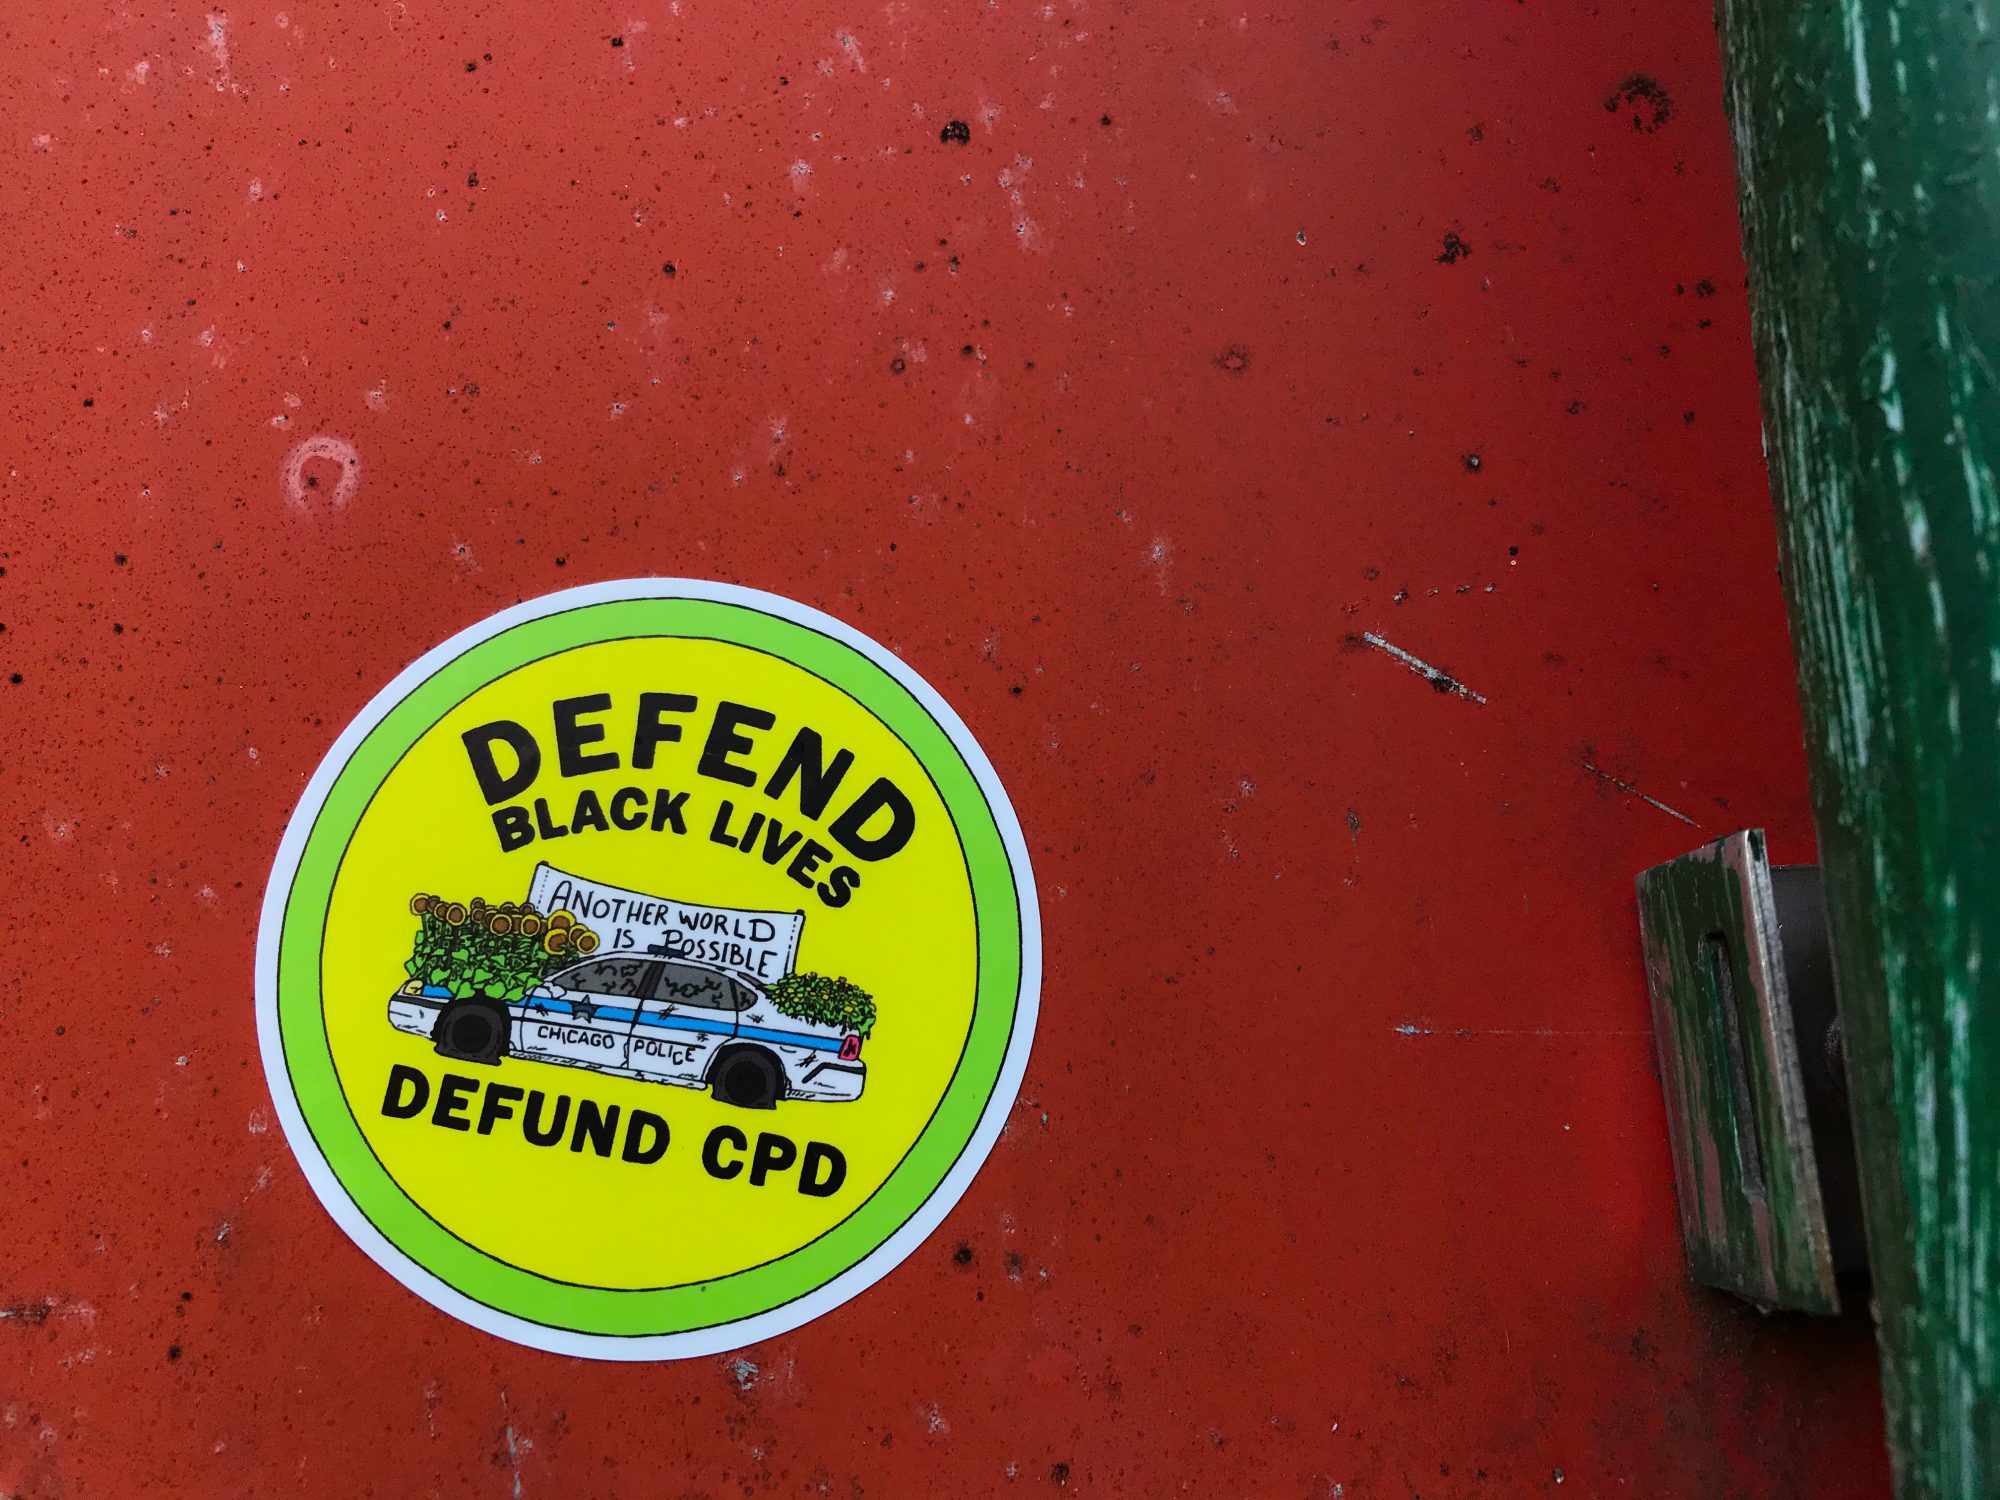 DEFEND
BLACK LIVES
ANOTHER WORLD
IS POSSIBLE
CHICAGO POLICE
DEFUND CPD